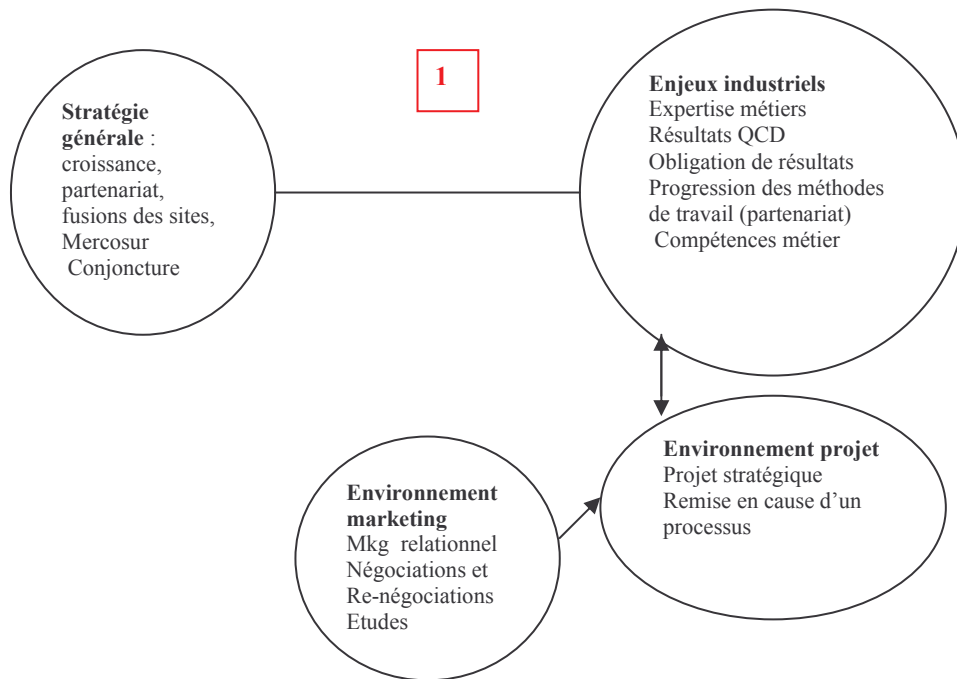 1
Stratégie
générale :
croissance,
partenariat,
fusions des sites,
Mercosur
Conjoncture
Enjeux industriels
Expertise métiers
Résultats QCD
Obligation de résultats
Progression des méthodes
de travail (partenariat)
Compétences métier
Environnement
marketing
Mkg relationnel
Négociations et
Re-négociations
Etudes
Environnement projet
Projet stratégique
Remise en cause d’un
processus